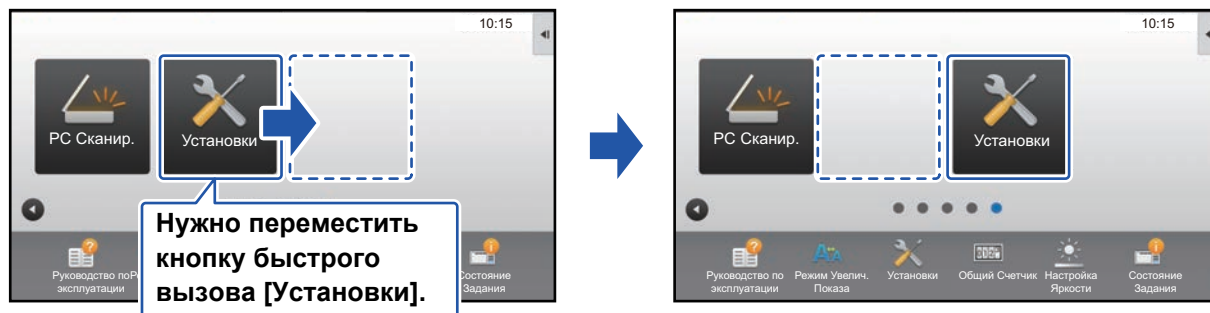 10:15
PC Сканир.
Установки
Нужно переместить
кнопку быстрого
вызова [Установки].
Руководство по
эксплуатации
Состояние
Задания
10:15
PC Сканир.
Установки
Руководство по
эксплуатации
Режим Увелич.
Показа
Установки
Общий Счетчик
Настройка
Яркости
Состояние
Задания